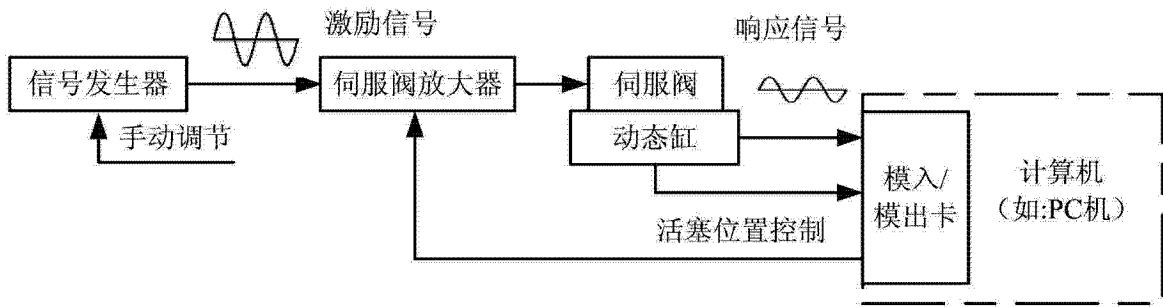 激励信号
响应信号
信号发生器
伺服阀放大器
伺服阀
手动调节
动态缸
模入/
模出卡
计算机
（如:PC机）
活塞位置控制